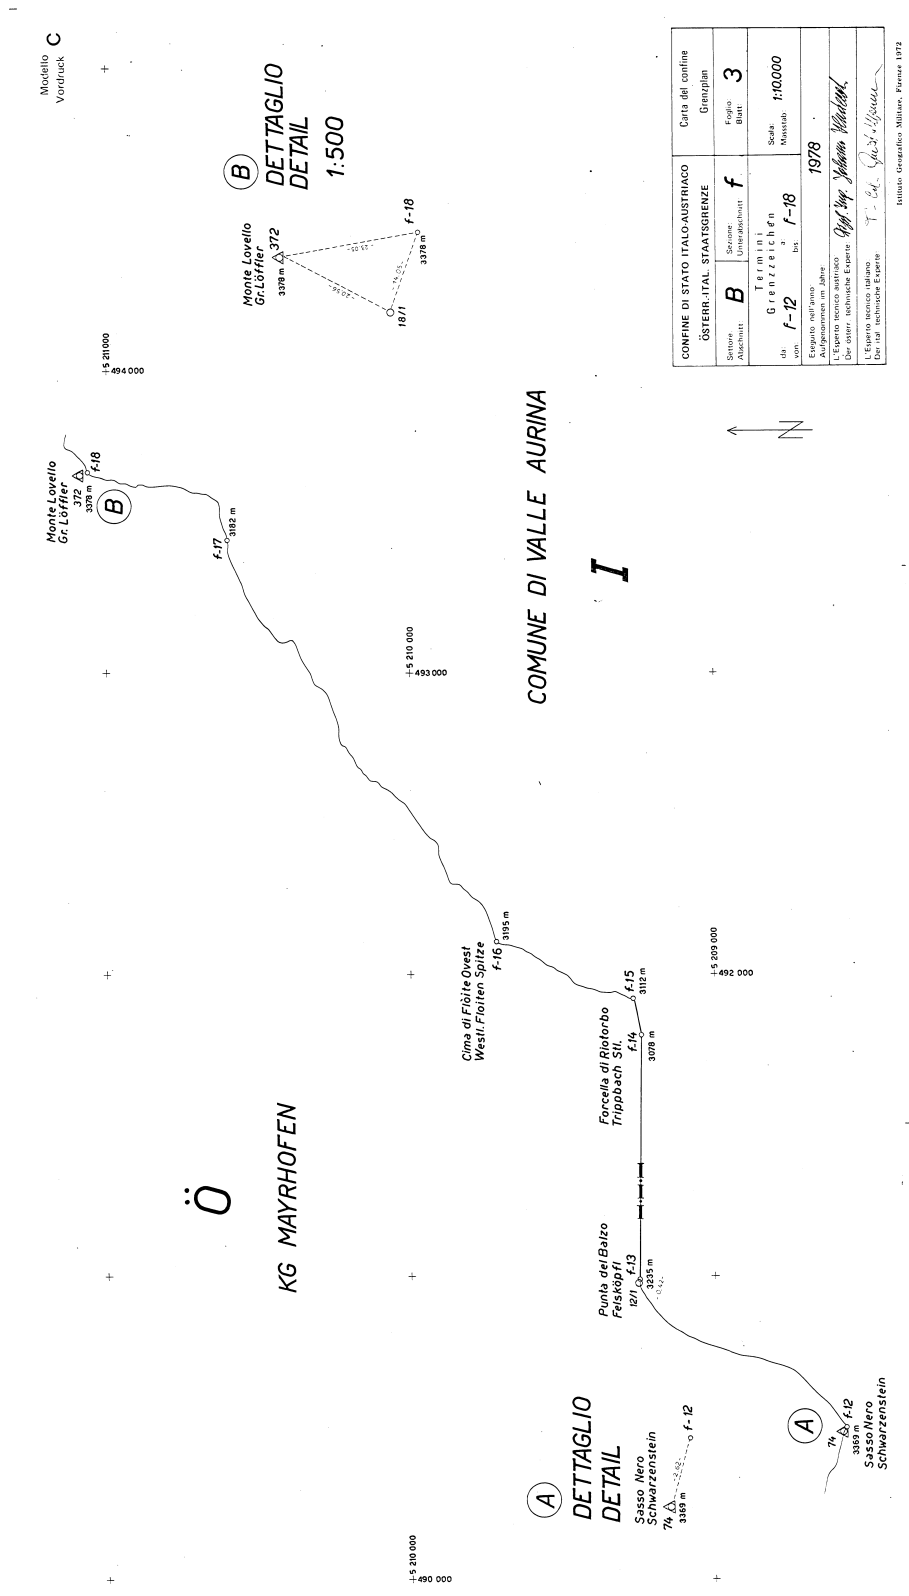 Modello
Vordruck C
B
DETTAGLIO
DETAIL
1:500
Monte Lovello
Gr. Löffler
3378 m 372
f-18
3378 m
18/1
CONFINE DI STATO ITALO-AUSTRIACO
ÖSTERR.-ITAL. STAATSGRENZE
Carta del confine
Grenzplan
Settore:
Abschnitt: B
Sezione:
Unterabschnitt: f
Foglio:
Blatt: 3
Termini
Grenzzeichen
da:
von: f-12
a:
bis: f-18
Scala:
Massstab: 1:10.000
Eseguito nell'anno:
Aufgenommen im Jahre: 1978
L'Esperto tecnico austriaco:
Der österr. technische Experte:
L'Esperto tecnico italiano:
Der ital. technische Experte:
Istituto Geografico Militare, Firenze 1972
5 211 000
494 000
Monte Lovello
Gr. Löffler
372
3378 m
f-18
B
f-17
3182 m
5 210 000
493 000
COMUNE DI VALLE AURINA
I
N
Cima di Flòite Ovest
Westl. Floiten Spitze
f-16
3195 m
5 209 000
492 000
f-15
3112 m
Forcella di Riotorbo
Trippbach Stl.
f-14
3078 m
Ö
KG MAYRHOFEN
Punta del Balzo
Felsköpfl
12/1
f-13
3235 m
A
74
f-12
3369 m
Sasso Nero
Schwarzenstein
A
DETTAGLIO
DETAIL
Sasso Nero
Schwarzenstein
74
3369 m
f-12
5 210 000
490 000